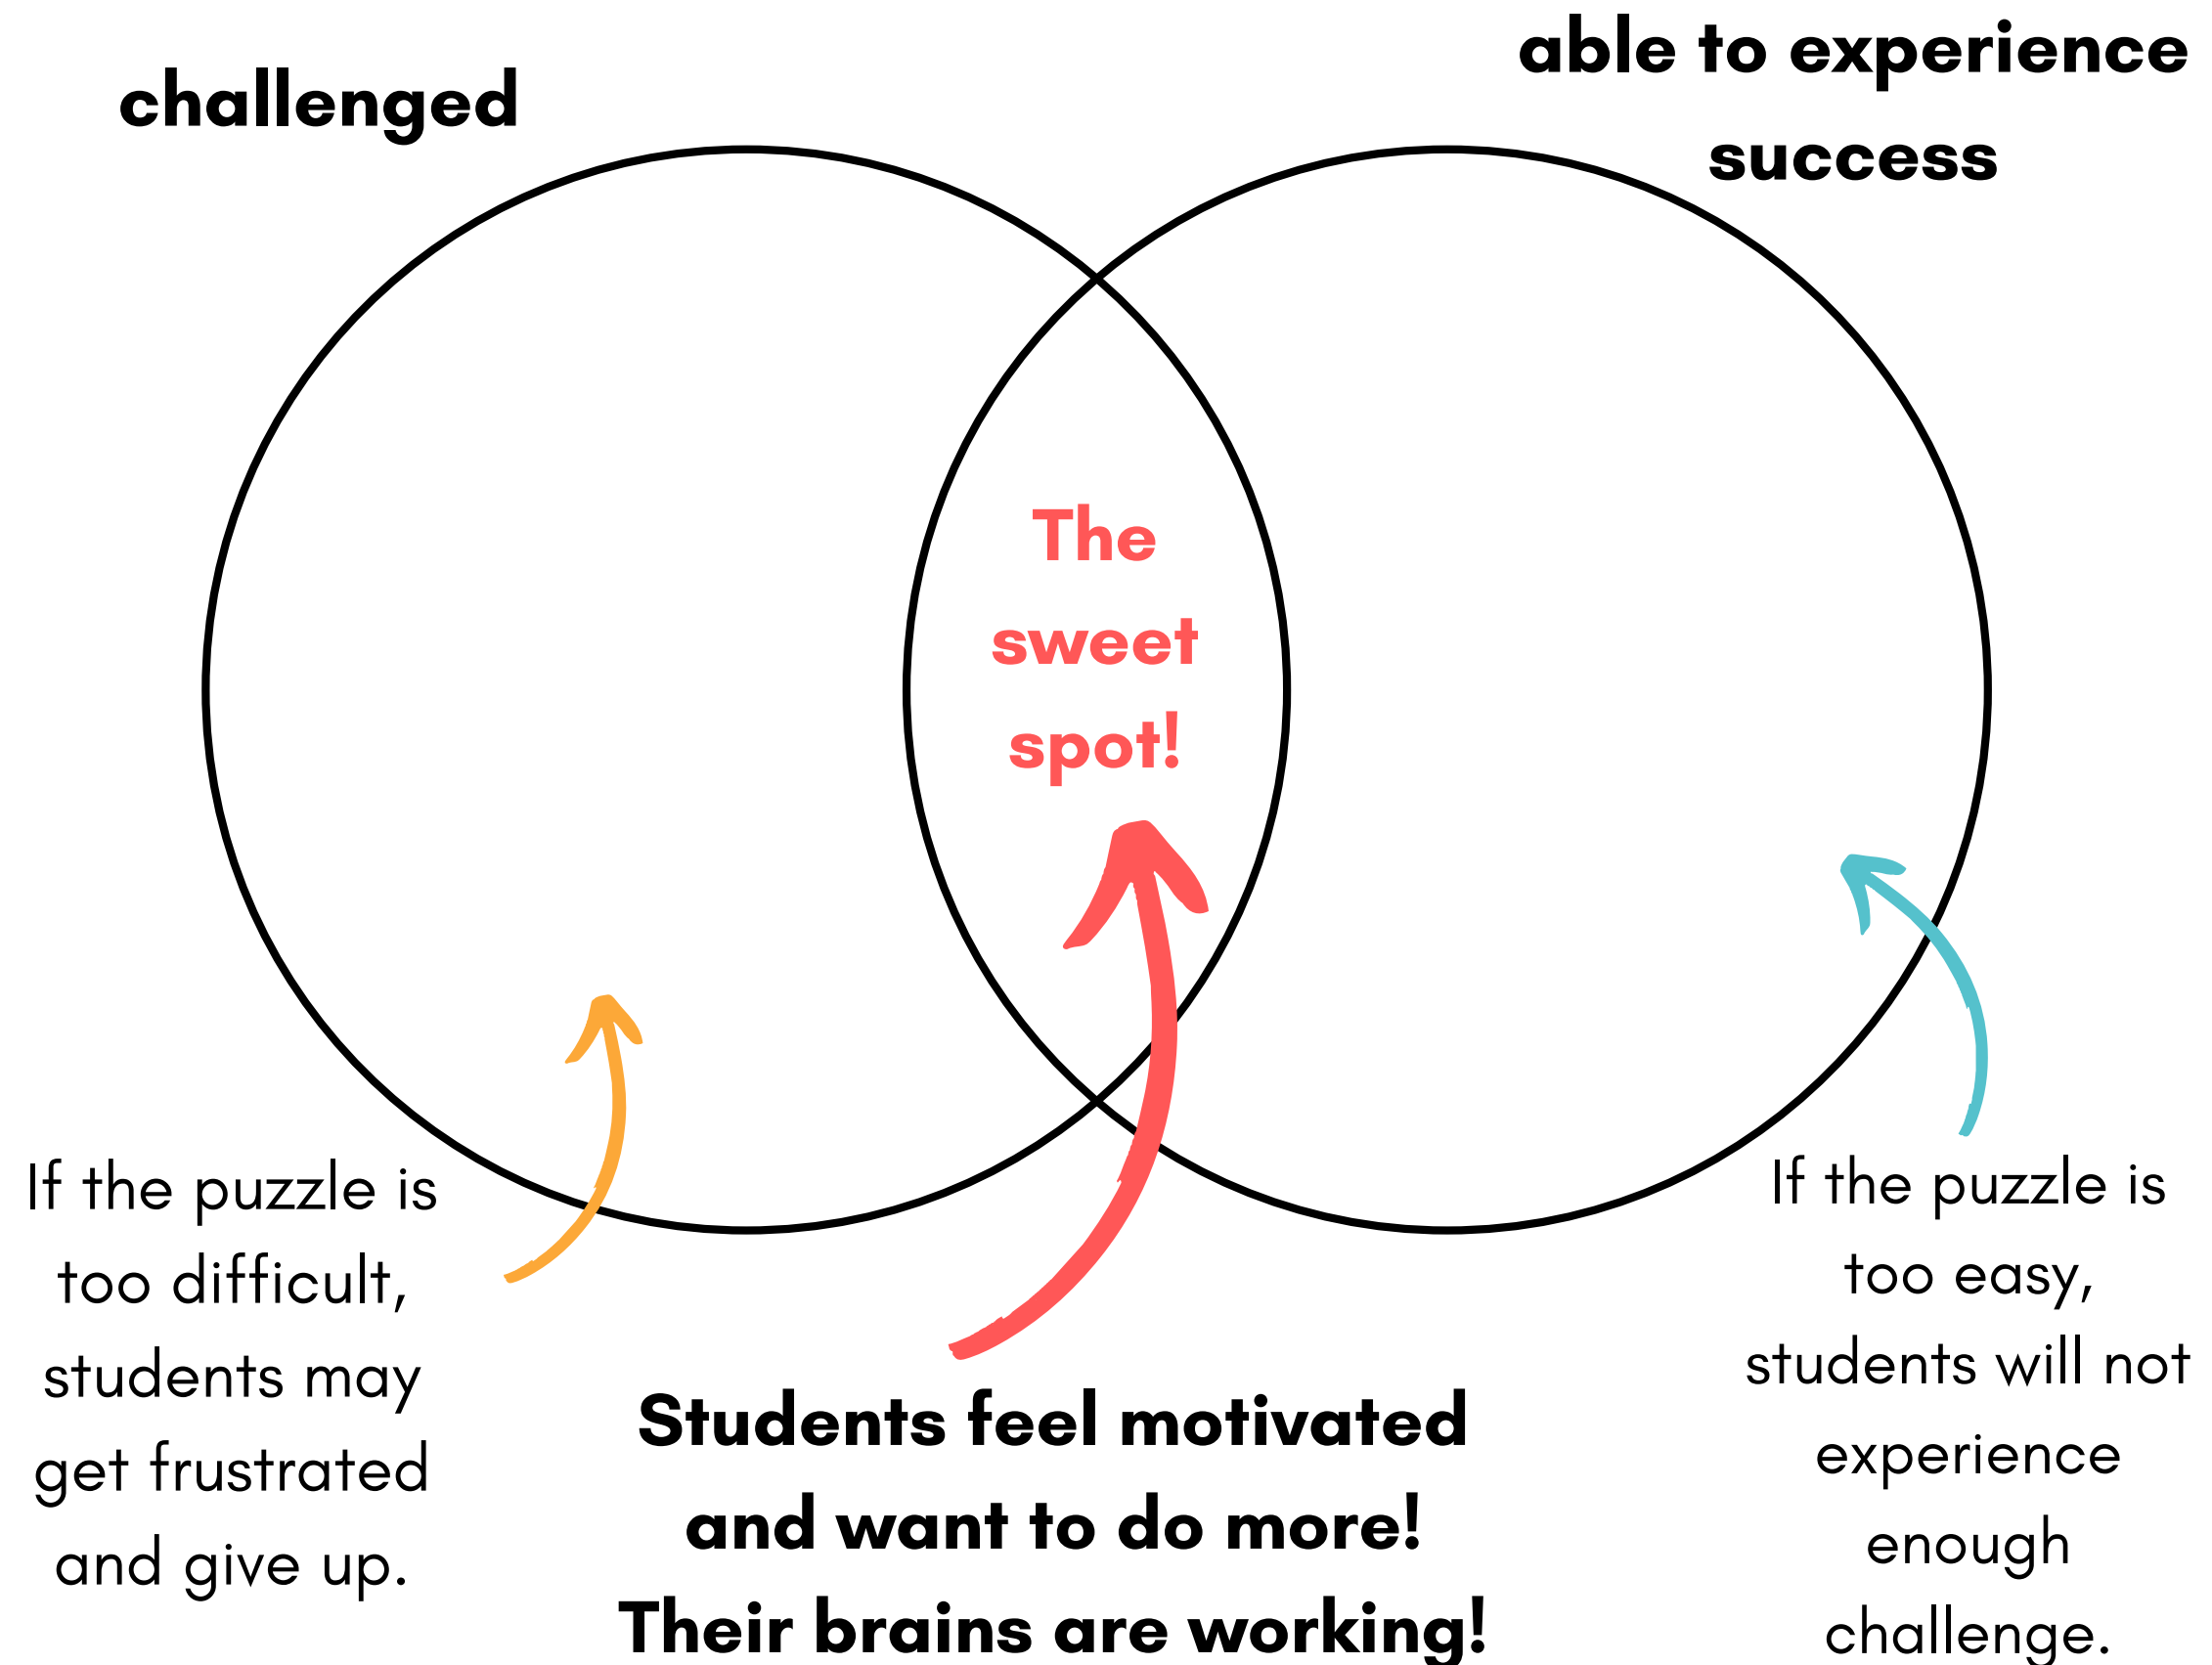 challenged
able to experience
success
The
sweet
spot!
If the puzzle is
too difficult,
students may
get frustrated
and give up.
Students feel motivated
and want to do more!
Their brains are working!
If the puzzle is
too easy,
students will not
experience
enough
challenge.